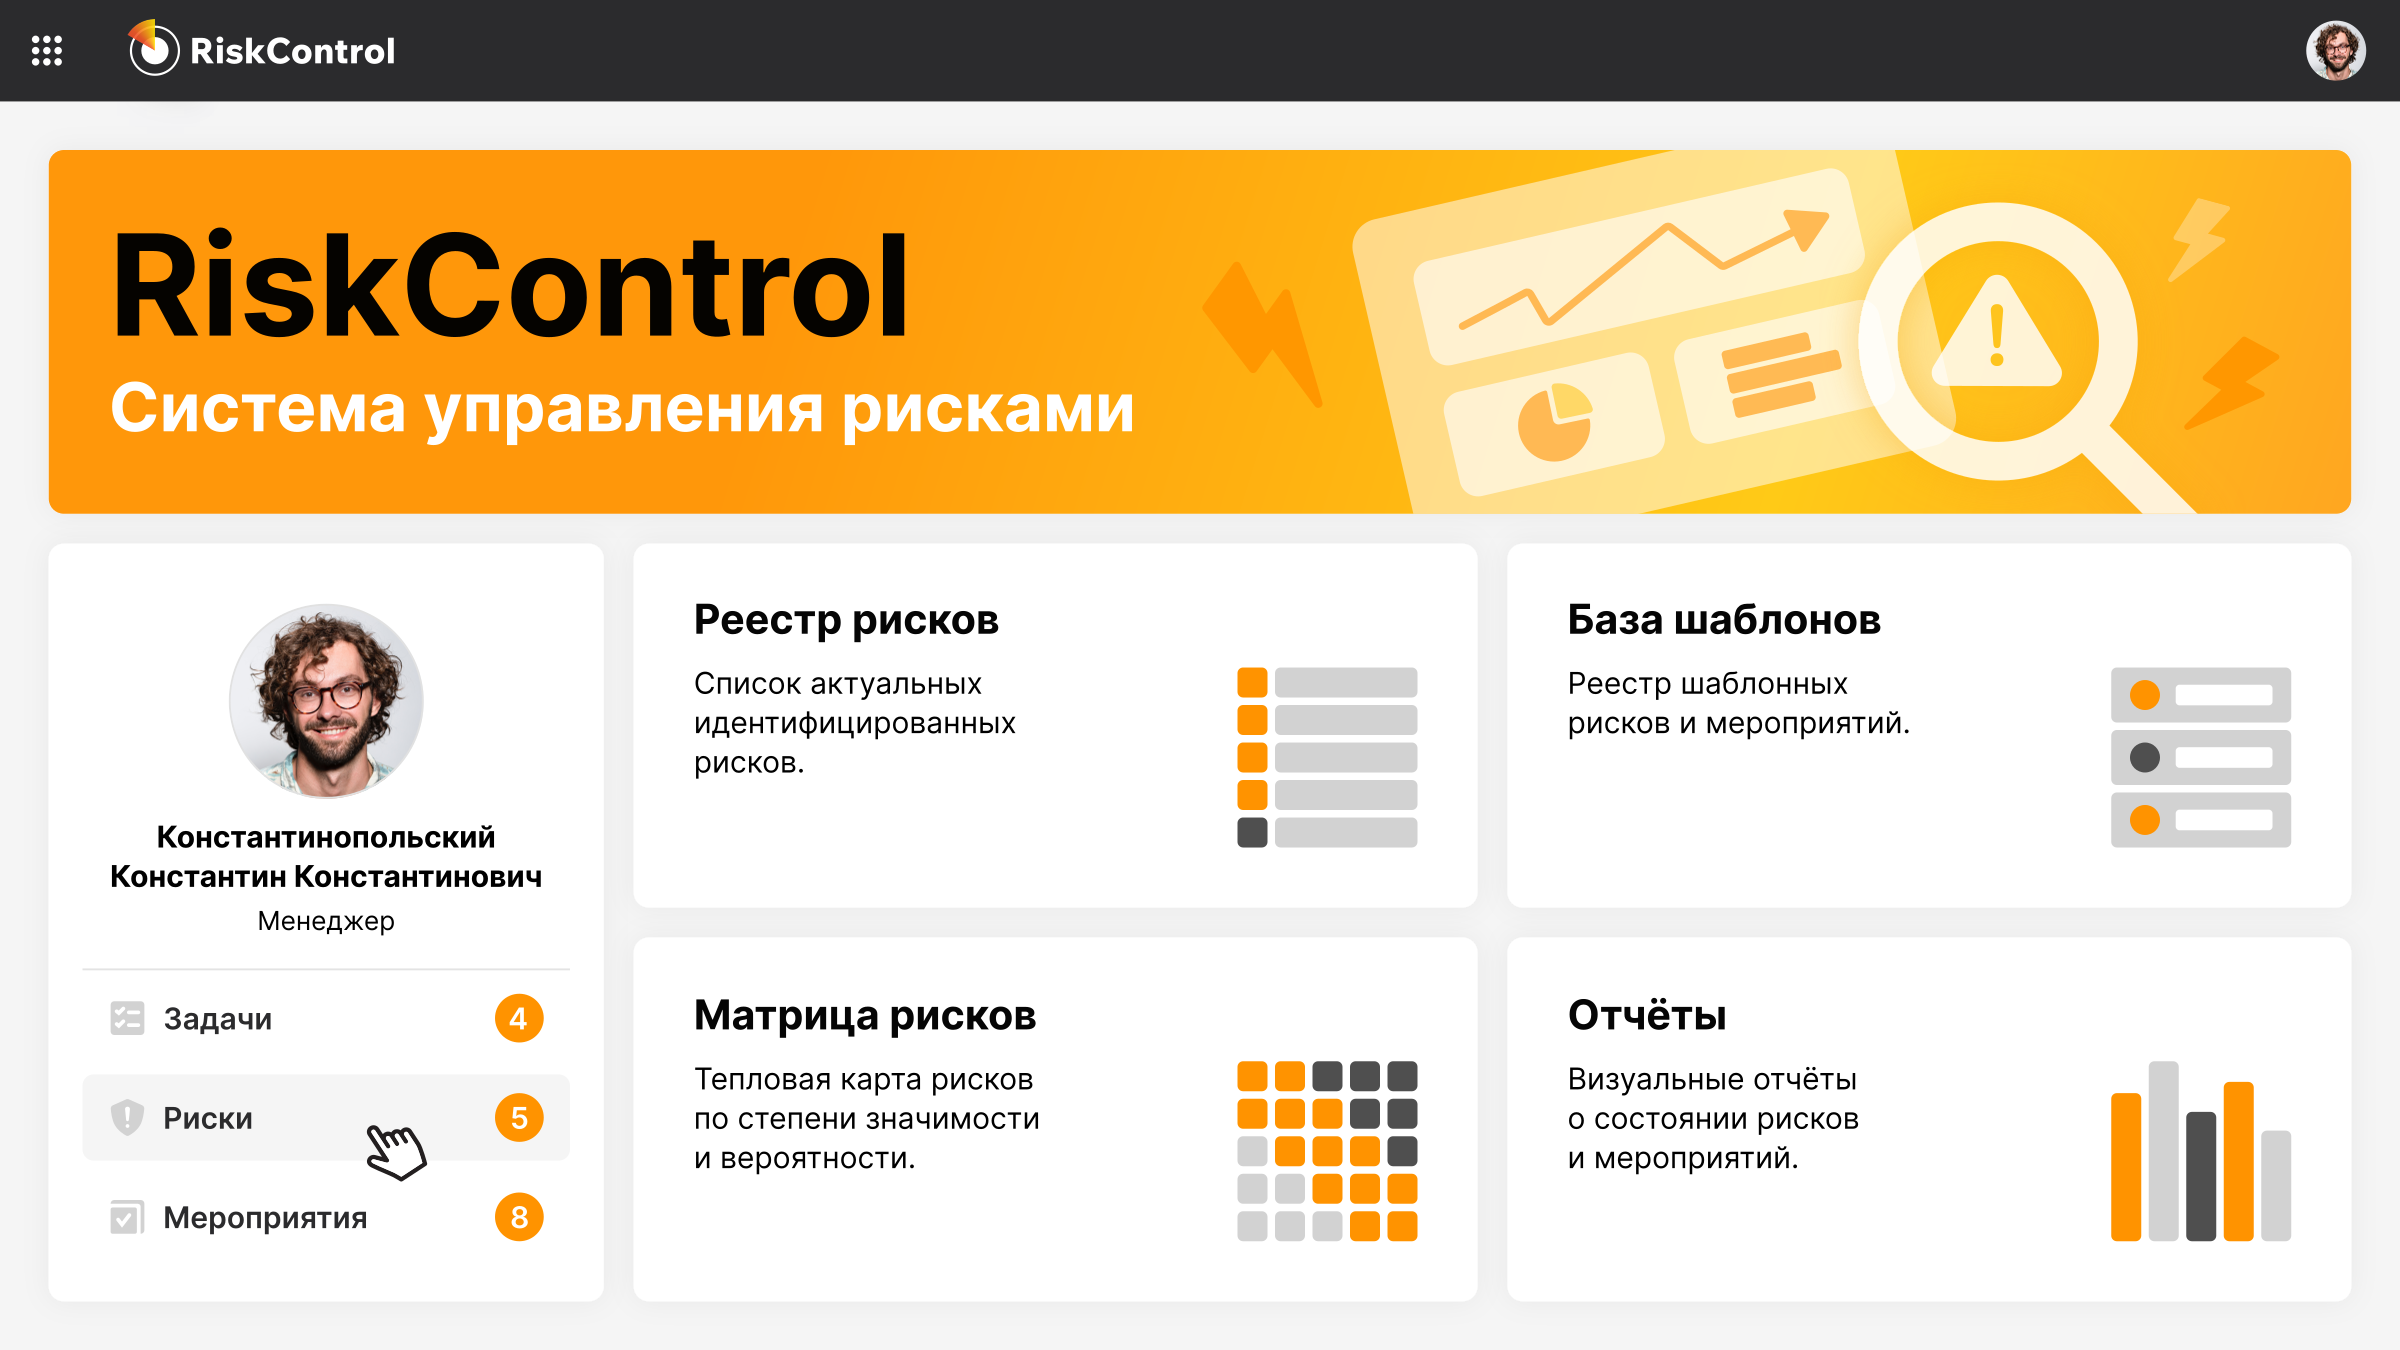 RiskControl
RiskControl
Система управления рисками
Константинопольский
Константин Константинович
Менеджер
Задачи 4
Риски 5
Мероприятия 8
Реестр рисков
Список актуальных
идентифицированных
рисков.
База шаблонов
Реестр шаблонных
рисков и мероприятий.
Матрица рисков
Тепловая карта рисков
по степени значимости
и вероятности.
Отчёты
Визуальные отчёты
о состоянии рисков
и мероприятий.